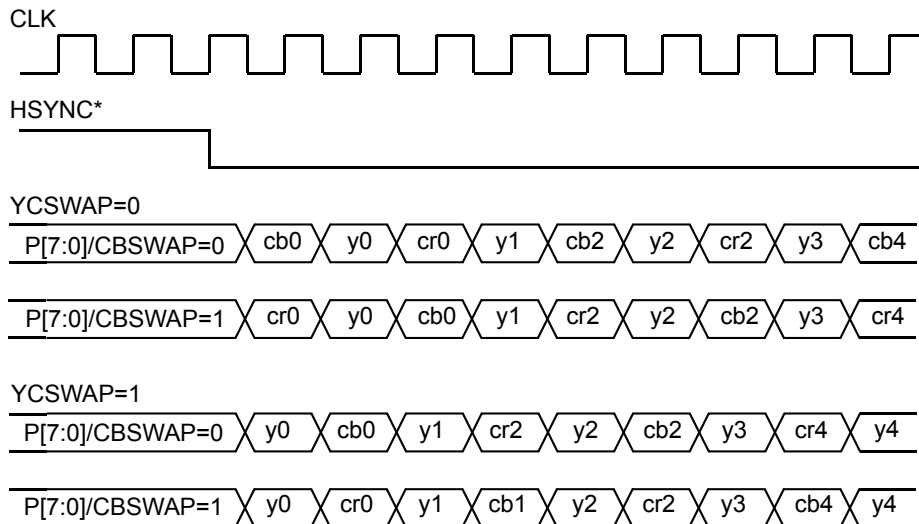 CLK
HSYNC*
YCSWAP=0
P[7:0]/CBSWAP=0 cb0 y0 cr0 y1 cb2 y2 cr2 y3 cb4
P[7:0]/CBSWAP=1 cr0 y0 cb0 y1 cr2 y2 cb2 y3 cr4
YCSWAP=1
P[7:0]/CBSWAP=0 y0 cb0 y1 cr2 y2 cb2 y3 cr4 y4
P[7:0]/CBSWAP=1 y0 cr0 y1 cb1 y2 cr2 y3 cb4 y4